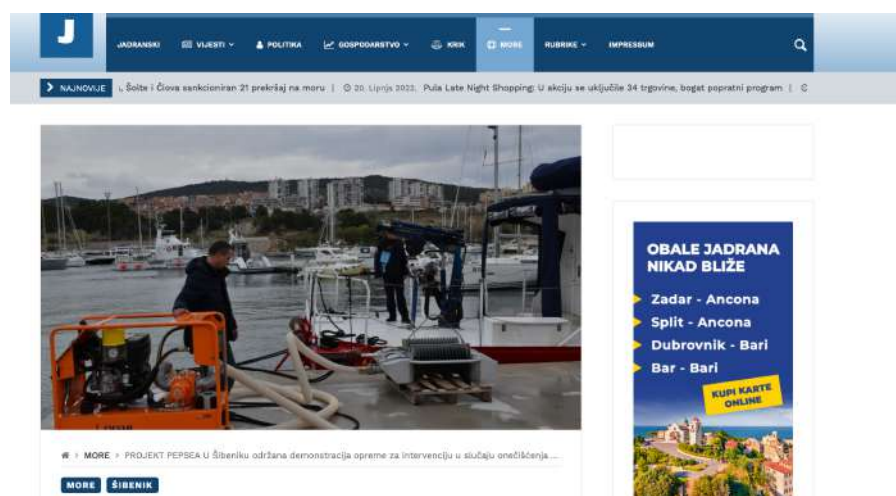 J
JADRANSKI VIJESTI POLITIKA GOSPODARSTVO KRIK MORE RUBRIKE IMPRESSUM
NAJNOVIJE , Šolte i Čiova sankcioniran 21 prekršaj na moru | 20. Lipnja 2022. Pula Late Night Shopping: U akciju se uključile 34 trgovine, bogat popratni program |
OBALE JADRANA
NIKAD BLIŽE
Zadar - Ancona
Split - Ancona
Dubrovnik - Bari
Bar - Bari
KUPI KARTE
ONLINE
> MORE > PROJEKT PEPSEA U Šibeniku održana demonstracija opreme za intervenciju u slučaju onečišćenja ...
MORE ŠIBENIK